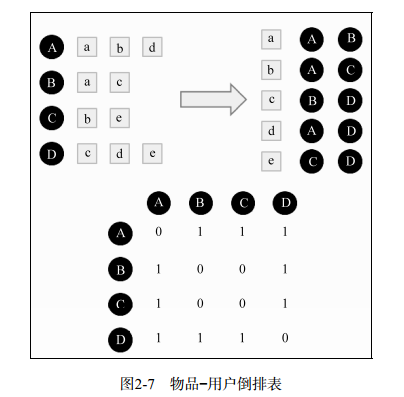 A a b d
B a c
C b e
D c d e
a A B
b A C
c B D
d A D
e C D
A B C D
A 0 1 1 1
B 1 0 0 1
C 1 0 0 1
D 1 1 1 0
图2-7 物品-用户倒排表